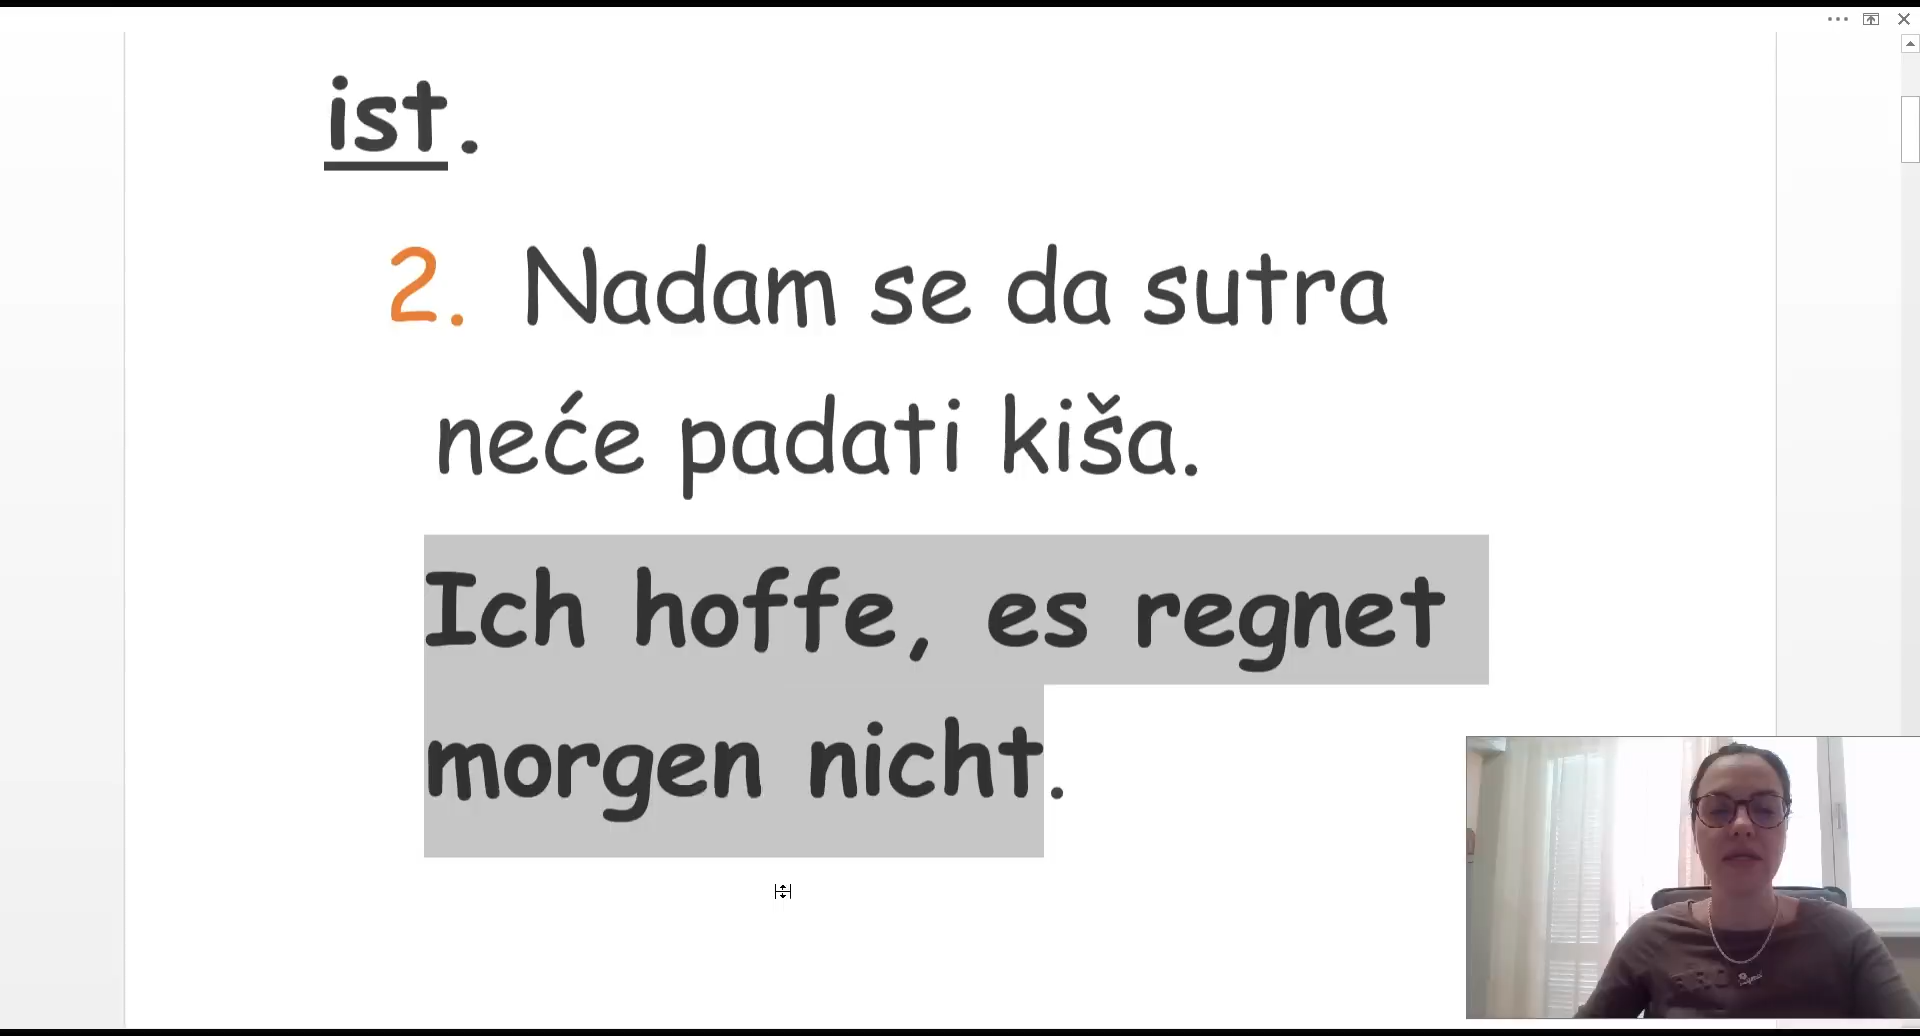 ist.
2. Nadam se da sutra
neće padati kiša.
Ich hoffe, es regnet
morgen nicht.